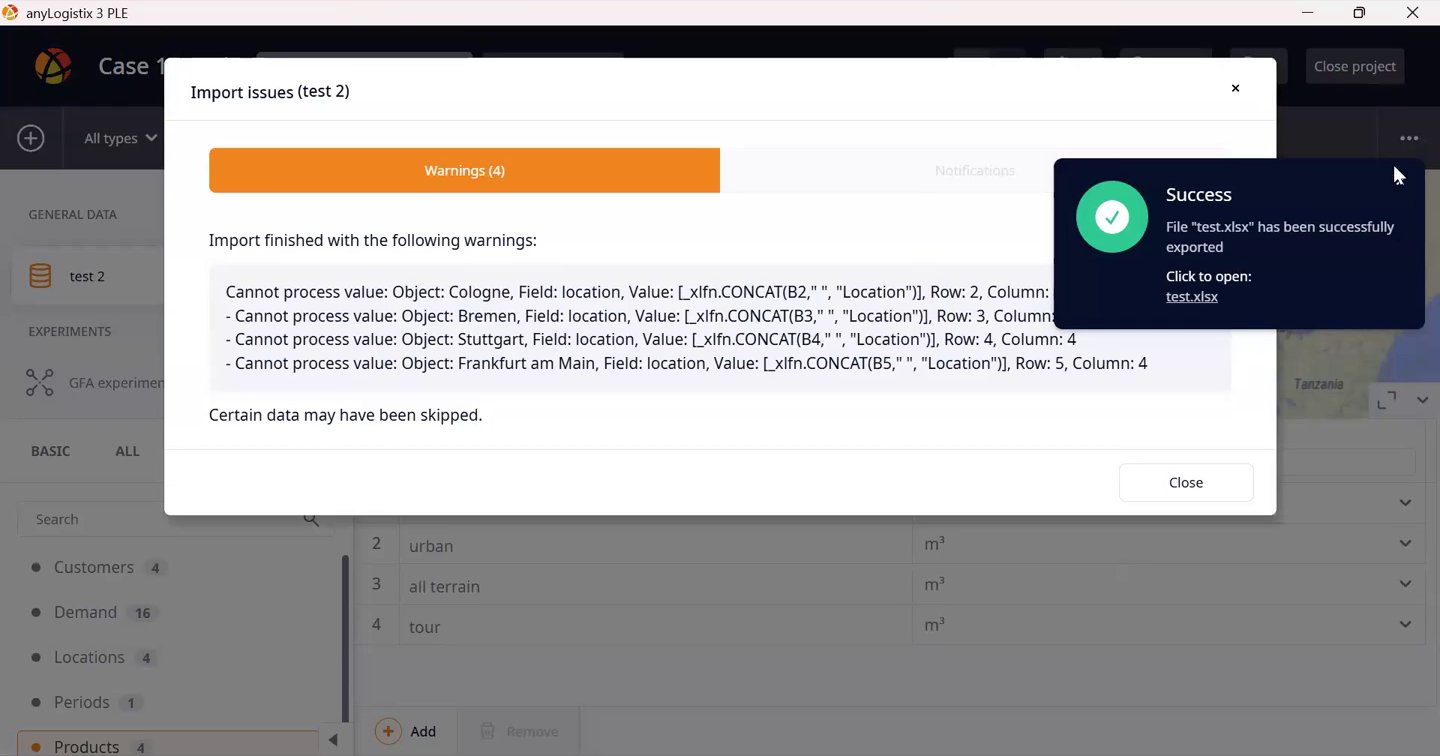 anyLogistix 3 PLE
Case 1
Close project
Import issues (test 2)
All types
Warnings (4)
Notifications
Success
File "test.xlsx" has been successfully
exported
Click to open:
test.xlsx
GENERAL DATA
test 2
EXPERIMENTS
GFA experimen
Import finished with the following warnings:
Cannot process value: Object: Cologne, Field: location, Value: [_xlfn.CONCAT(B2," ", "Location")], Row: 2, Column:
- Cannot process value: Object: Bremen, Field: location, Value: [_xlfn.CONCAT(B3," ", "Location")], Row: 3, Column:
- Cannot process value: Object: Stuttgart, Field: location, Value: [_xlfn.CONCAT(B4," ", "Location")], Row: 4, Column: 4
- Cannot process value: Object: Frankfurt am Main, Field: location, Value: [_xlfn.CONCAT(B5," ", "Location")], Row: 5, Column: 4
Tanzania
Certain data may have been skipped.
Close
BASIC ALL
Search
Customers 4
Demand 16
Locations 4
Periods 1
Products 4
2 urban m³
3 all terrain m³
4 tour m³
Add Remove